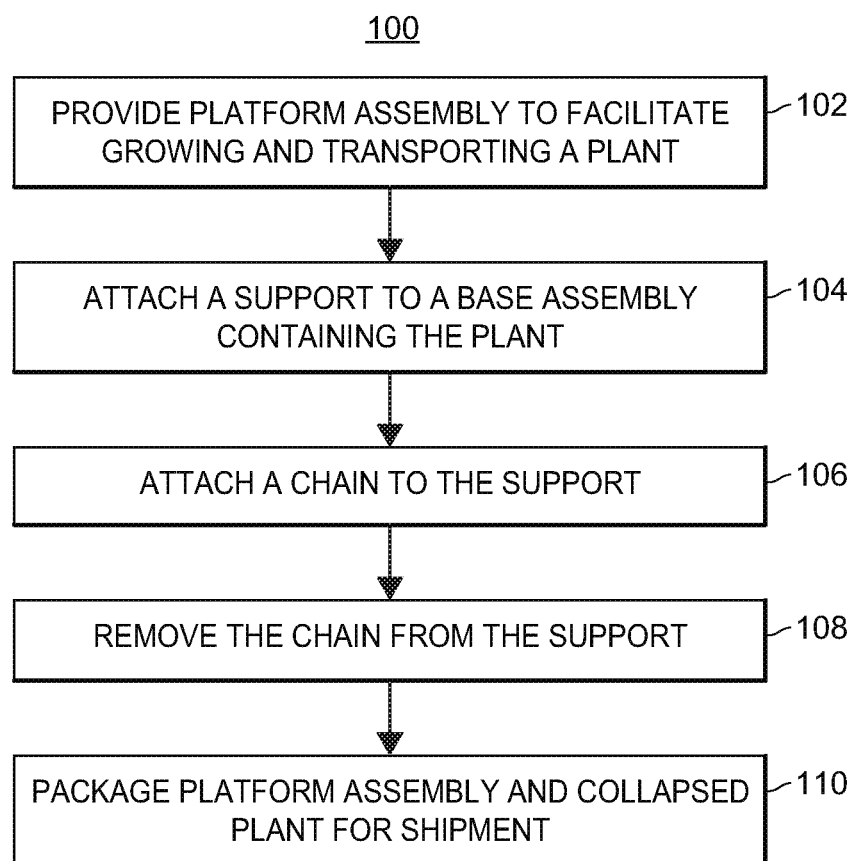 100
PROVIDE PLATFORM ASSEMBLY TO FACILITATE
GROWING AND TRANSPORTING A PLANT
102
ATTACH A SUPPORT TO A BASE ASSEMBLY
CONTAINING THE PLANT
104
ATTACH A CHAIN TO THE SUPPORT
106
REMOVE THE CHAIN FROM THE SUPPORT
108
PACKAGE PLATFORM ASSEMBLY AND COLLAPSED
PLANT FOR SHIPMENT
110